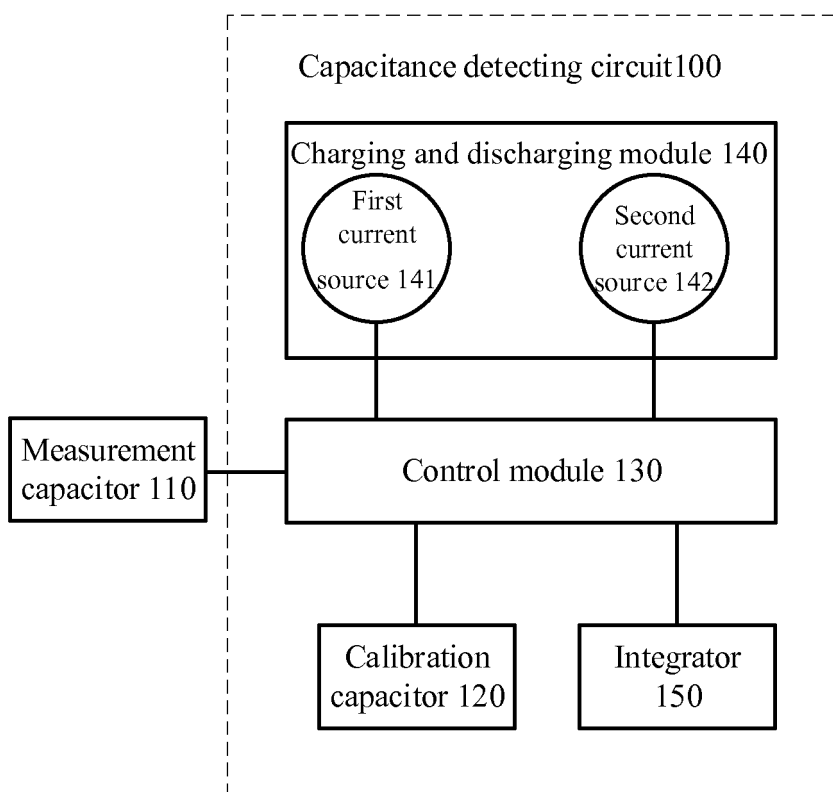 Capacitance detecting circuit100
Charging and discharging module 140
First
current
source 141
Second
current
source 142
Measurement
capacitor 110
Control module 130
Calibration
capacitor 120
Integrator
150